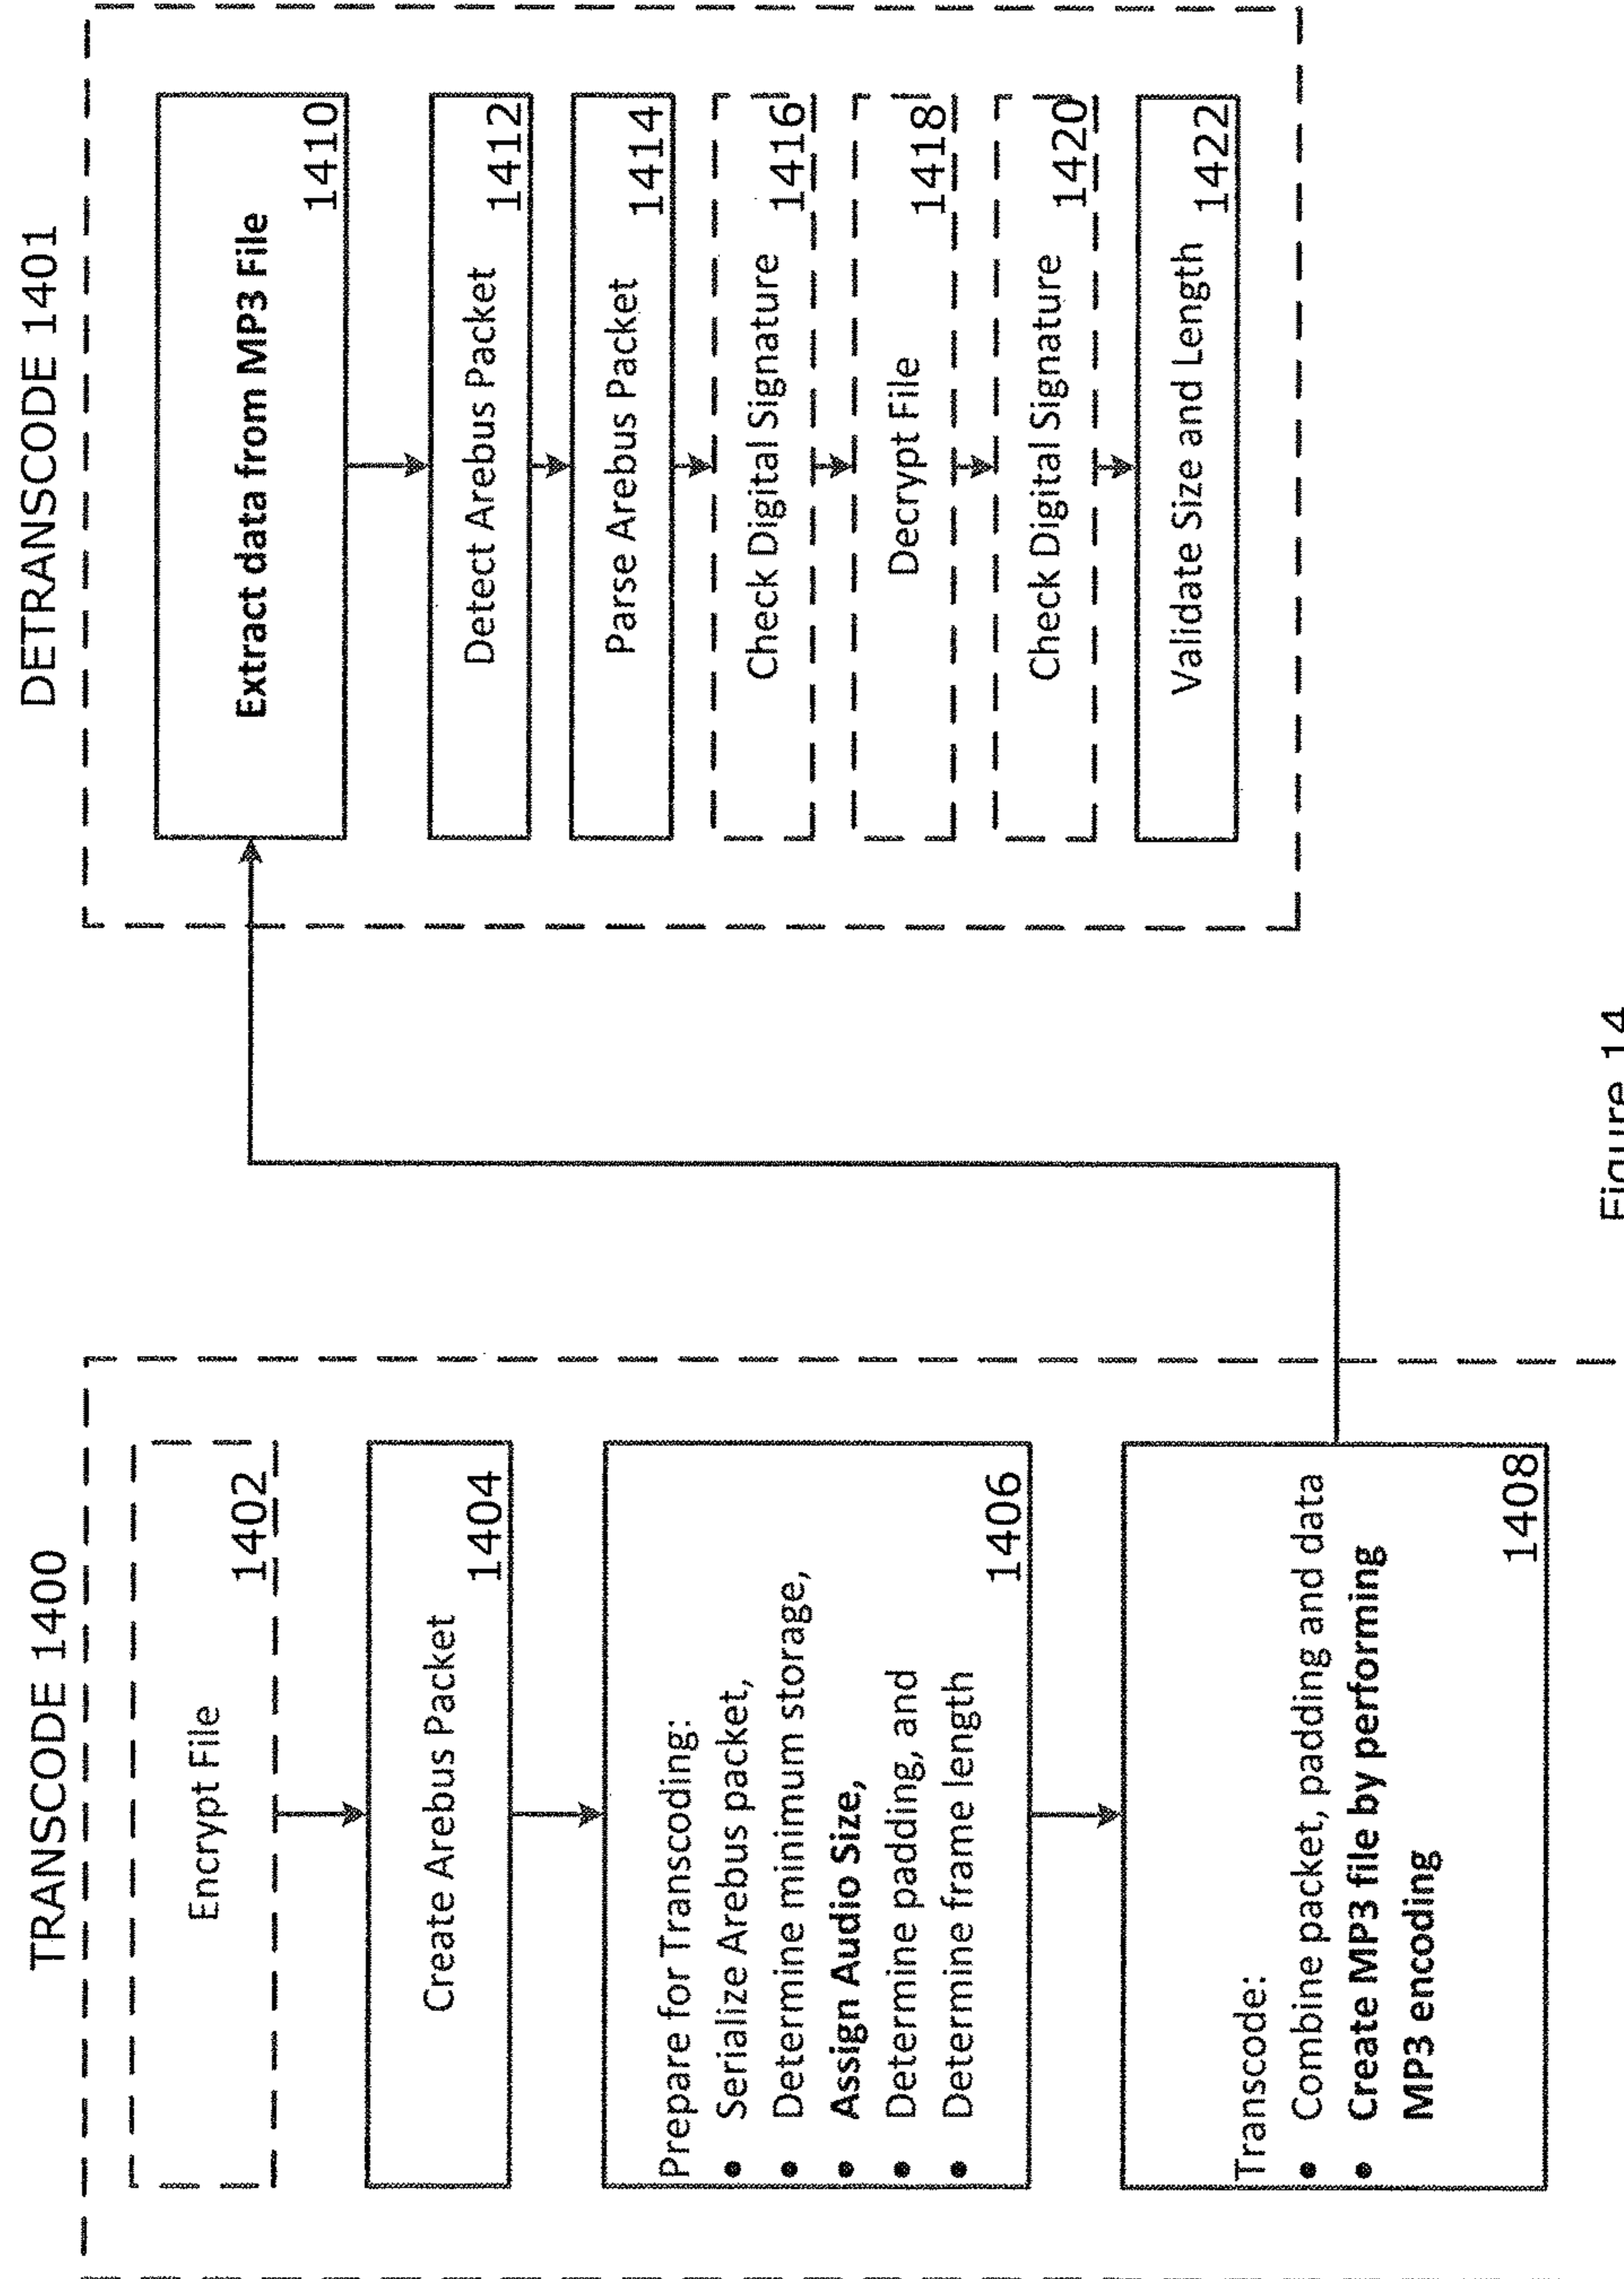 TRANSCODE 1400
Encrypt File
1402
Create Arebus Packet
1404
Prepare for Transcoding:
• Serialize Arebus packet,
• Determine minimum storage,
• Assign Audio Size,
• Determine padding, and
• Determine frame length
1406
Transcode:
• Combine packet, padding and data
• Create MP3 file by performing
MP3 encoding
1408
DETRANSCODE 1401
Extract data from MP3 File
1410
Detect Arebus Packet
1412
Parse Arebus Packet
1414
Check Digital Signature
1416
Decrypt File
1418
Check Digital Signature
1420
Validate Size and Length
1422
Figure 14